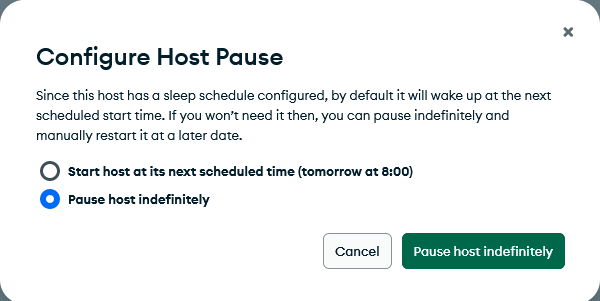 Configure Host Pause
Since this host has a sleep schedule configured, by default it will wake up at the next
scheduled start time. If you won’t need it then, you can pause indefinitely and
manually restart it at a later date.
Start host at its next scheduled time (tomorrow at 8:00)
Pause host indefinitely
Cancel
Pause host indefinitely